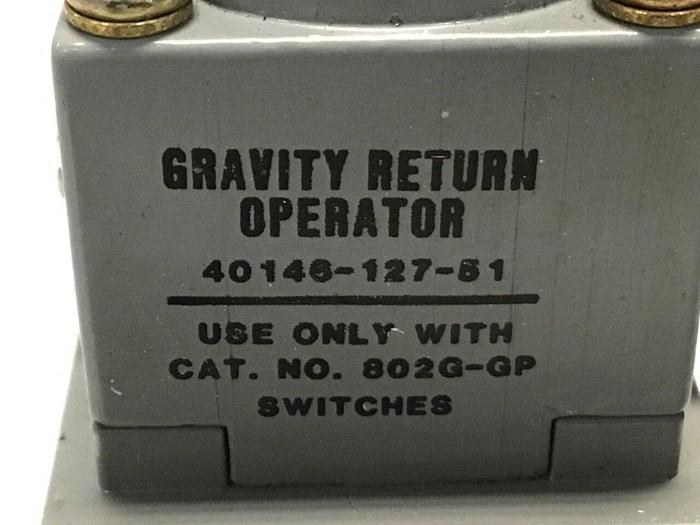 GRAVITY RETURN
OPERATOR
40146-127-51
USE ONLY WITH
CAT. NO. 802G-GP
SWITCHES